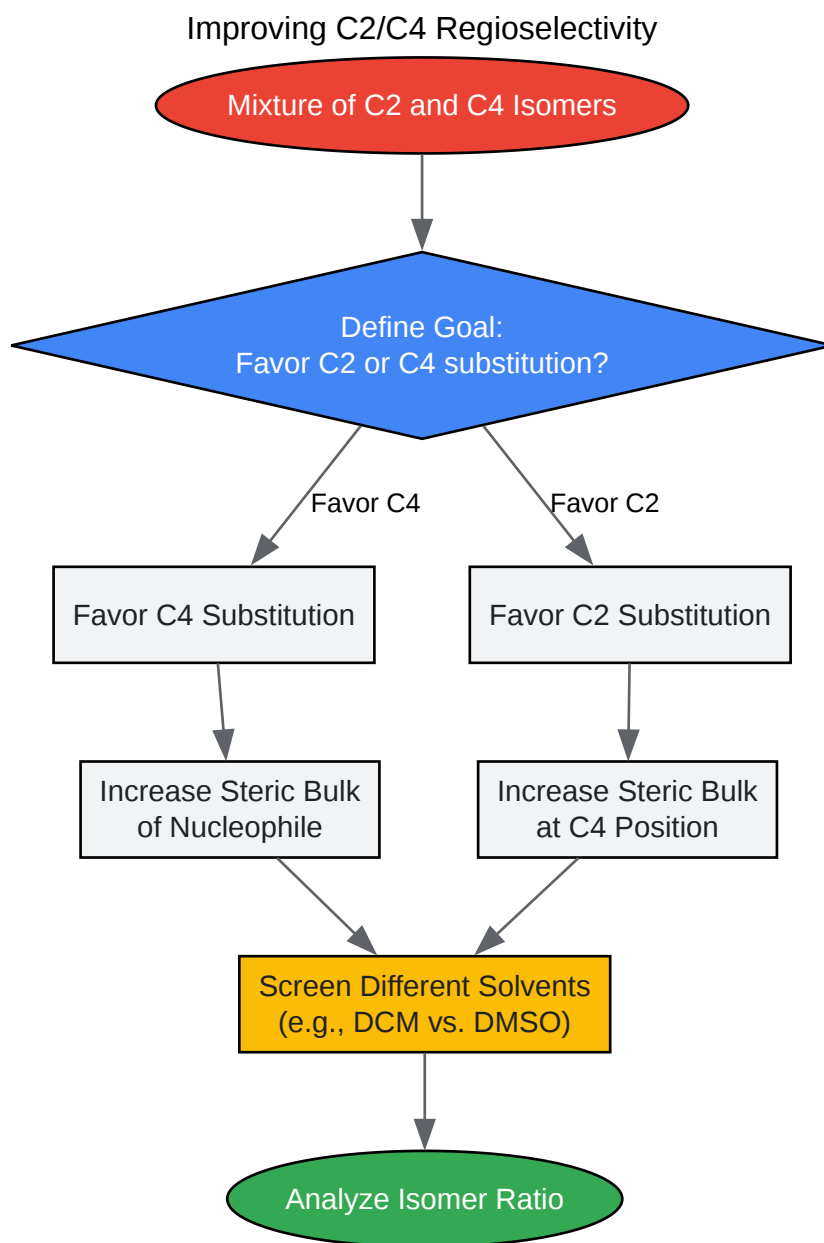 Improving C2/C4 Regioselectivity
Mixture of C2 and C4 Isomers
Define Goal:
Favor C2 or C4 substitution?
Favor C4
Favor C2
Favor C4 Substitution
Favor C2 Substitution
Increase Steric Bulk
of Nucleophile
Increase Steric Bulk
at C4 Position
Screen Different Solvents
(e.g., DCM vs. DMSO)
Analyze Isomer Ratio